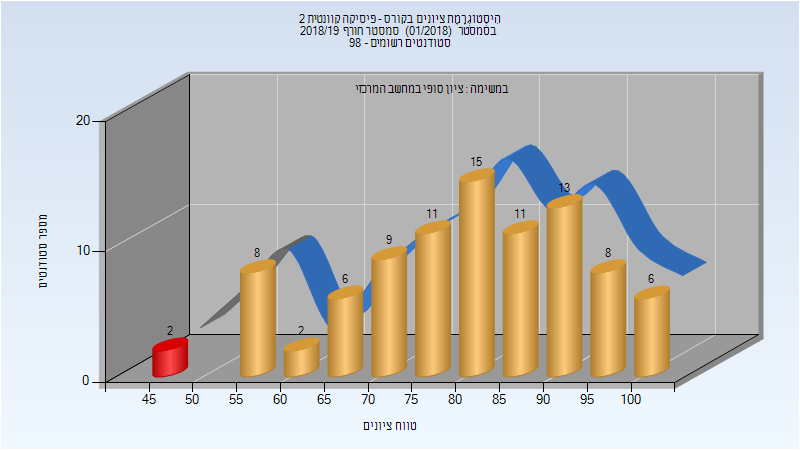 היסטוגרמת ציונים בקורס - פיסיקה קוונטית 2
בסמסטר (01/2018) סמסטר חורף 2018/19
סטודנטים רשומים - 98
במשימה : ציון סופי במחשב המרכזי
מספר סטודנטים
20
10
0
2
8
2
6
9
11
15
11
13
8
6
45 50 55 60 65 70 75 80 85 90 95 100
טווח ציונים